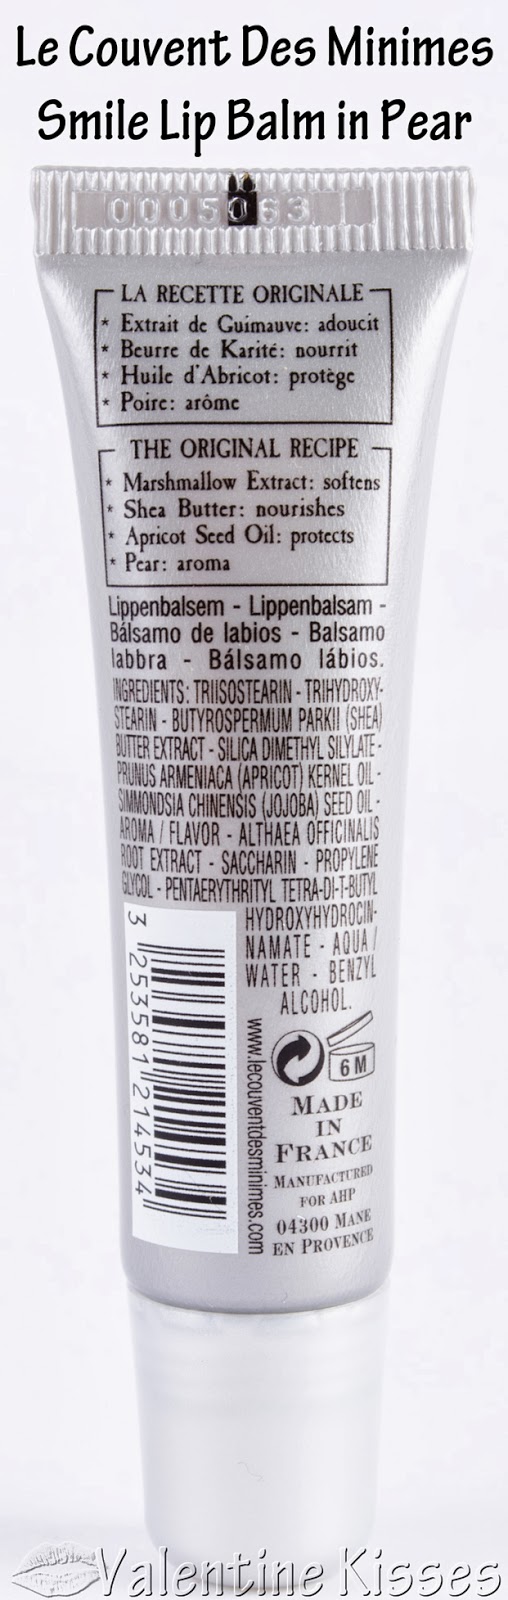 Le Couvent Des Minimes
Smile Lip Balm in Pear
0005063
LA RECETTE ORIGINALE
* Extrait de Guimauve: adoucit
* Beurre de Karité: nourrit
* Huile d'Abricot: protège
* Poire: arôme
THE ORIGINAL RECIPE
* Marshmallow Extract: softens
* Shea Butter: nourishes
* Apricot Seed Oil: protects
* Pear: aroma
Lippenbalsem - Lippenbalsam -
Bálsamo de labios - Balsamo
labbra - Bálsamo lábios.
INGREDIENTS: TRIISOSTEARIN - TRIHYDROXY-
STEARIN - BUTYROSPERMUM PARKII (SHEA)
BUTTER EXTRACT - SILICA DIMETHYL SILYLATE -
PRUNUS ARMENIACA (APRICOT) KERNEL OIL -
SIMMONDSIA CHINENSIS (JOJOBA) SEED OIL -
AROMA / FLAVOR - ALTHAEA OFFICINALIS
ROOT EXTRACT - SACCHARIN - PROPYLENE
GLYCOL - PENTAERYTHRITYL TETRA-DI-T-BUTYL
HYDROXYHYDROCIN-
NAMATE - AQUA /
WATER - BENZYL
ALCOHOL.
3 253581 214534
www.lecouventdesminimes.com
6 M
MADE
IN
FRANCE
MANUFACTURED
FOR AHP
04300 MANE
EN PROVENCE
Valentine Kisses